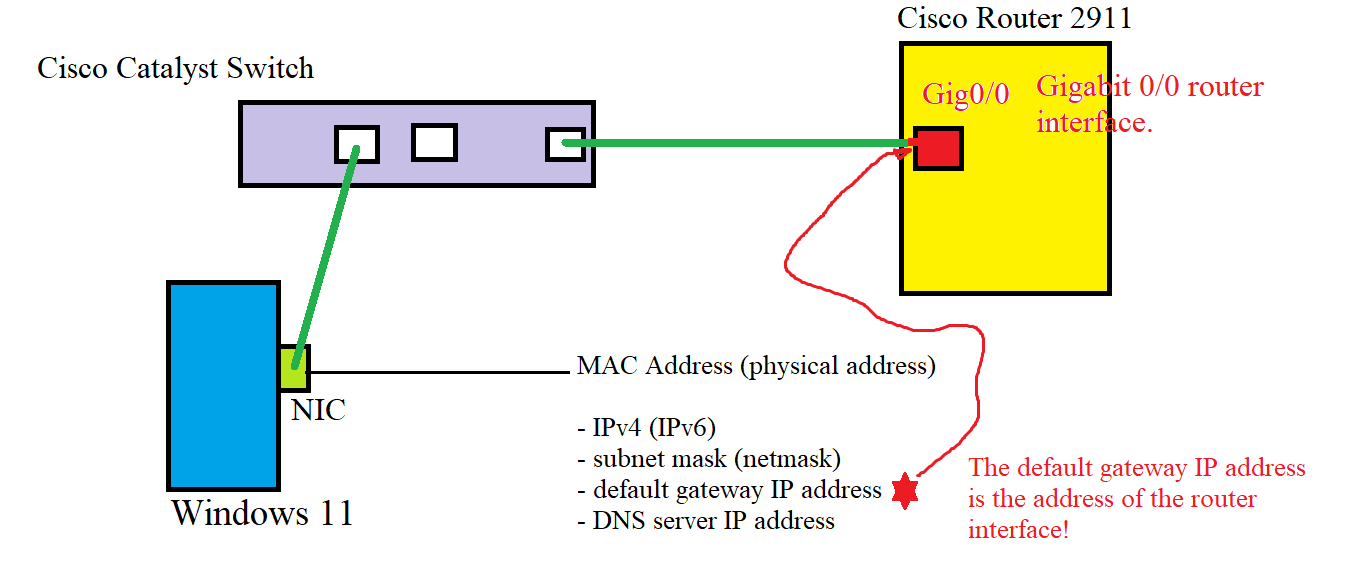 Cisco Router 2911
Cisco Catalyst Switch
Gig0/0
Gigabit 0/0 router
interface.
MAC Address (physical address)
NIC
- IPv4 (IPv6)
- subnet mask (netmask)
- default gateway IP address
- DNS server IP address
The default gateway IP address
is the address of the router
interface!
Windows 11